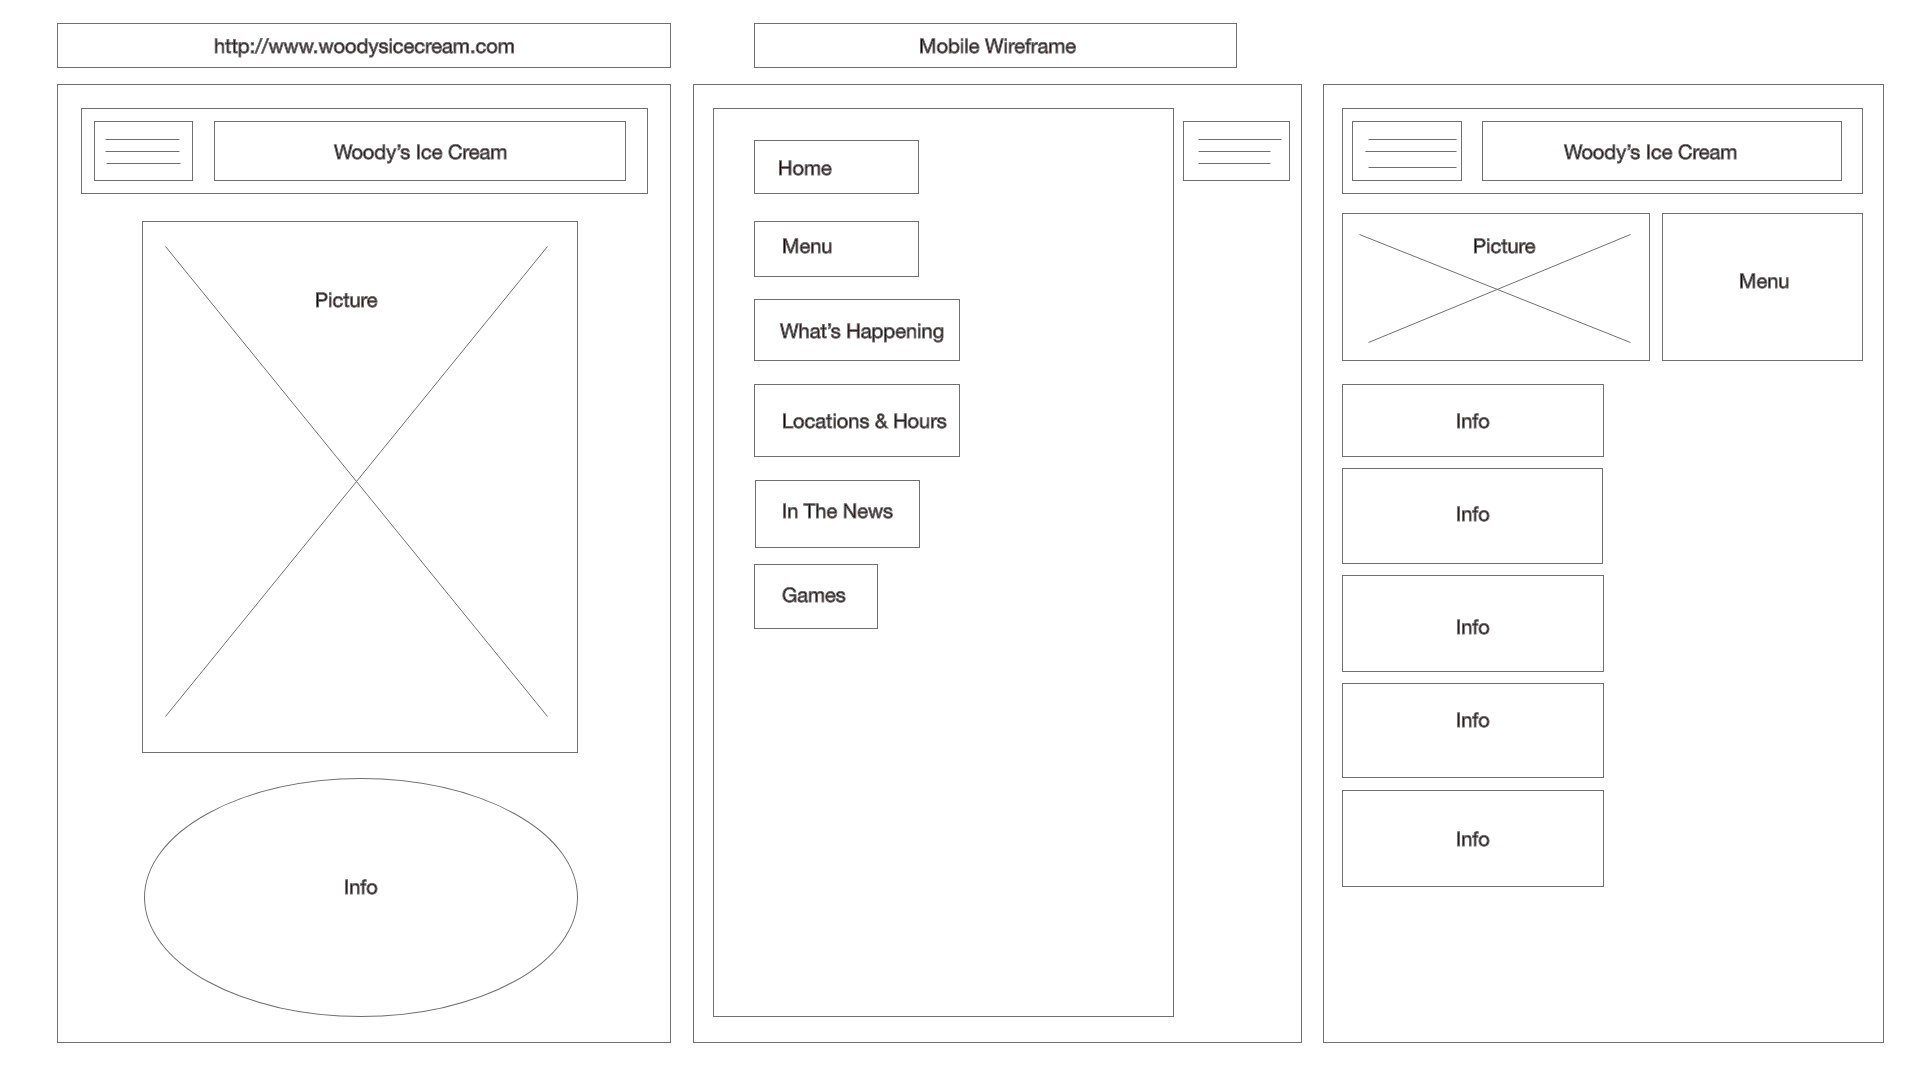 http://www.woodysicecream.com
Mobile Wireframe
Woody’s Ice Cream
Picture
Info
Home
Menu
What’s Happening
Locations & Hours
In The News
Games
Woody’s Ice Cream
Picture
Menu
Info
Info
Info
Info
Info